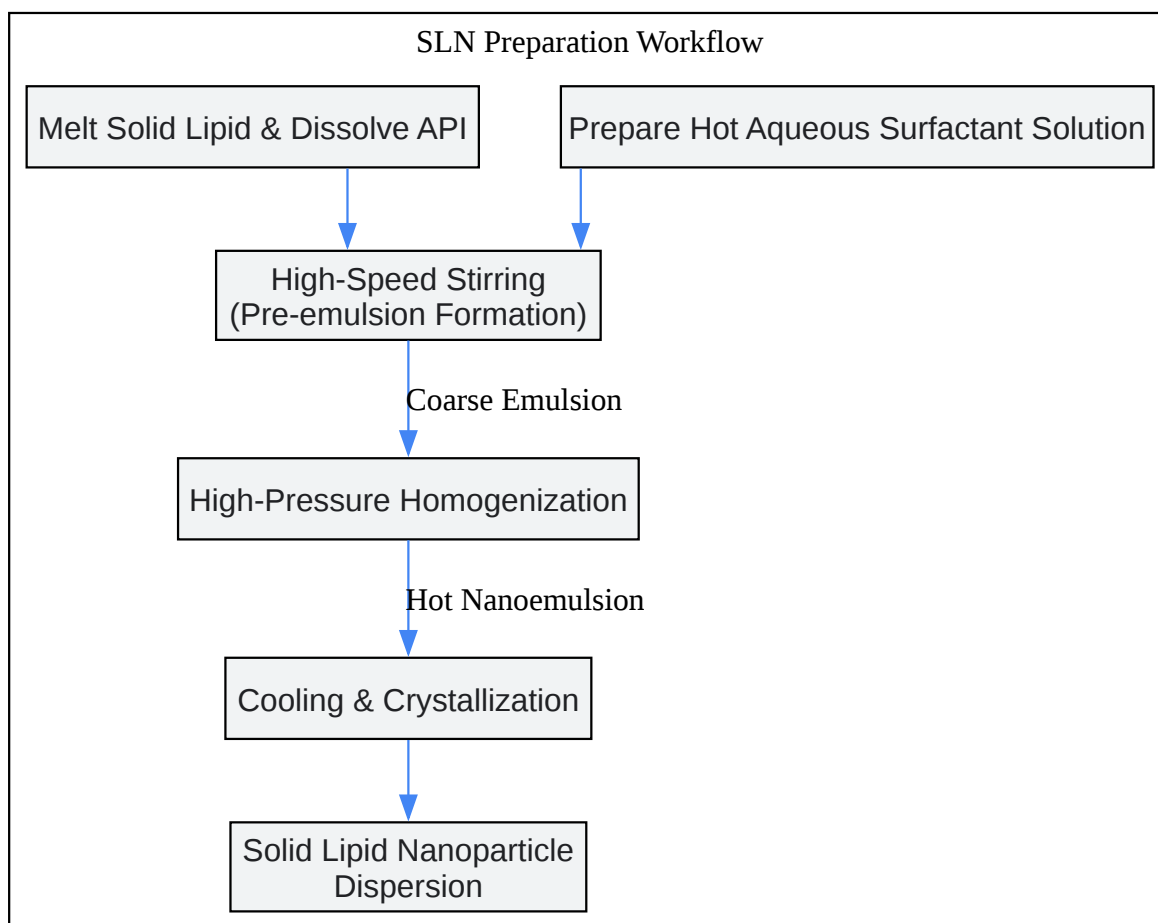 SLN Preparation Workflow
Melt Solid Lipid & Dissolve API
Prepare Hot Aqueous Surfactant Solution
High-Speed Stirring
(Pre-emulsion Formation)
Coarse Emulsion
High-Pressure Homogenization
Hot Nanoemulsion
Cooling & Crystallization
Solid Lipid Nanoparticle
Dispersion